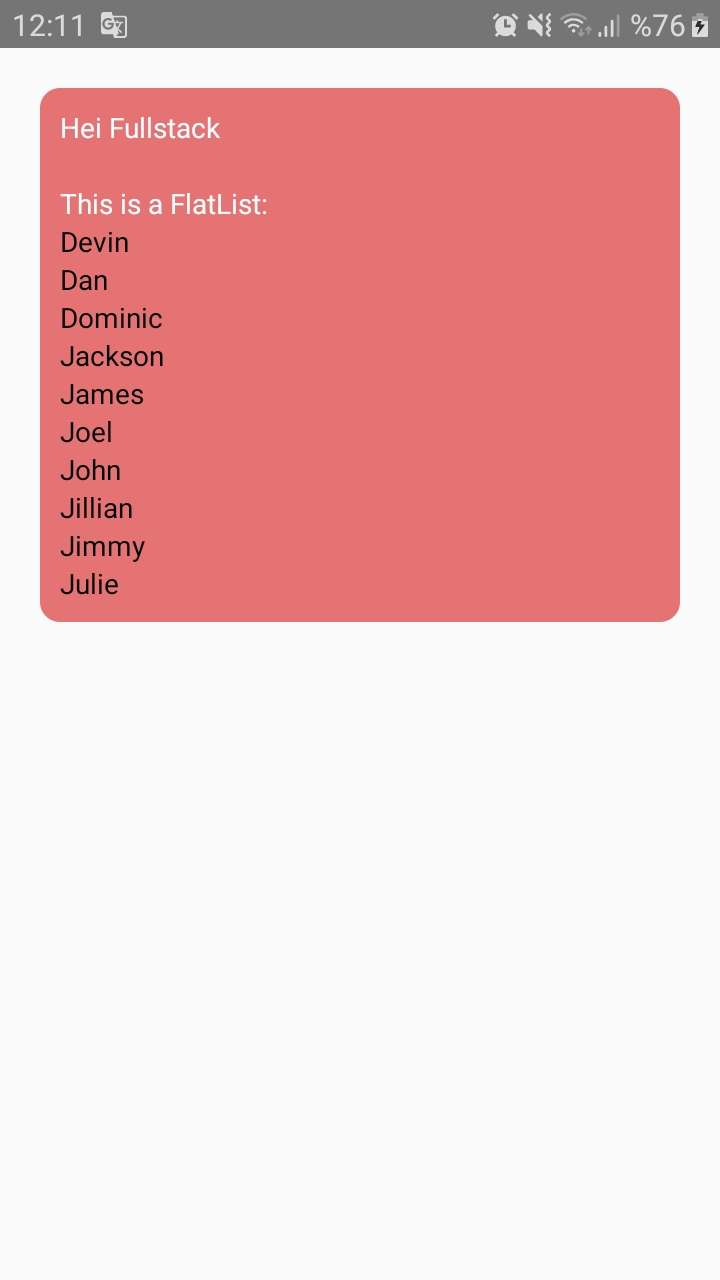 12:11
%76
Hei Fullstack
This is a FlatList:
Devin
Dan
Dominic
Jackson
James
Joel
John
Jillian
Jimmy
Julie